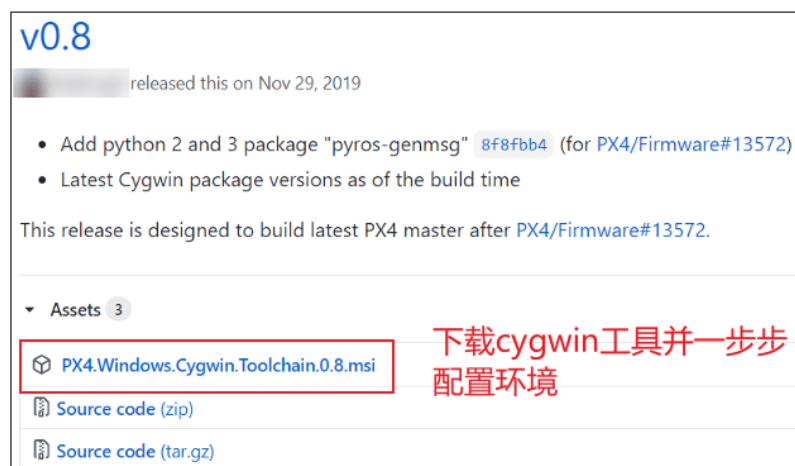 v0.8
released this on Nov 29, 2019
Add python 2 and 3 package "pyros-genmsg" 8f8fbb4 (for PX4/Firmware#13572)
Latest Cygwin package versions as of the build time
This release is designed to build latest PX4 master after PX4/Firmware#13572.
Assets 3
PX4.Windows.Cygwin.Toolchain.0.8.msi
下载cygwin工具并一步步
配置环境
Source code (zip)
Source code (tar.gz)